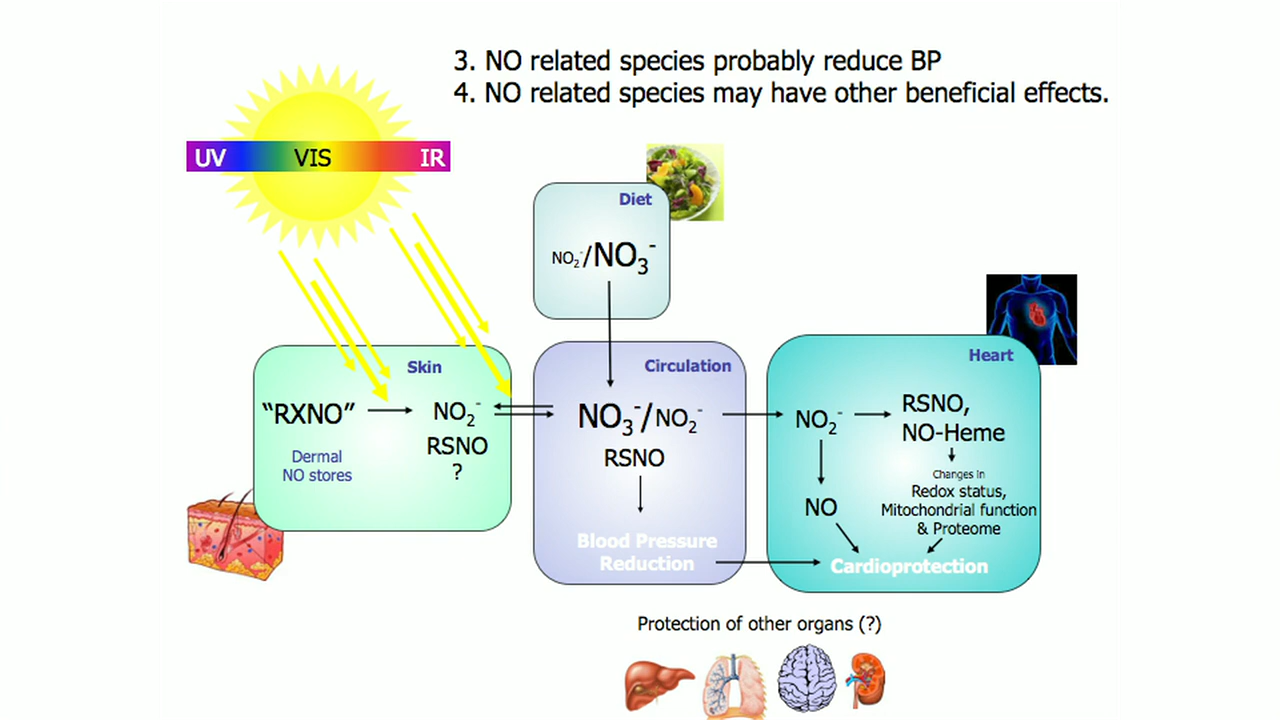 3. NO related species probably reduce BP
4. NO related species may have other beneficial effects.
UV VIS IR
Diet
NO₂⁻/NO₃⁻
Skin
“RXNO”
Dermal
NO stores
NO₂⁻
RSNO
?
Circulation
NO₃⁻/NO₂⁻
RSNO
Blood Pressure
Reduction
Heart
NO₂⁻
NO
RSNO,
NO-Heme
Changes in
Redox status,
Mitochondrial function
& Proteome
Cardioprotection
Protection of other organs (?)